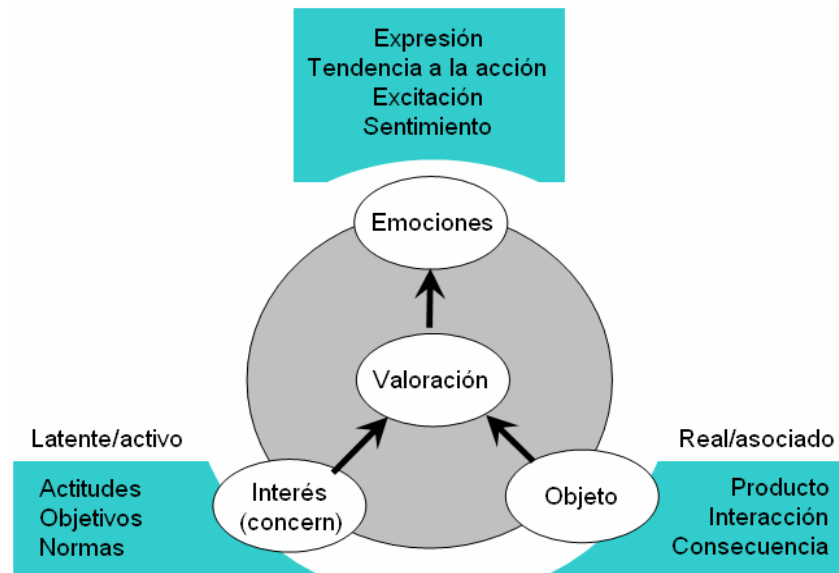 Expresión
Tendencia a la acción
Excitación
Sentimiento
Emociones
Valoración
Latente/activo
Real/asociado
Actitudes
Objetivos
Normas
Interés
(concern)
Objeto
Producto
Interacción
Consecuencia